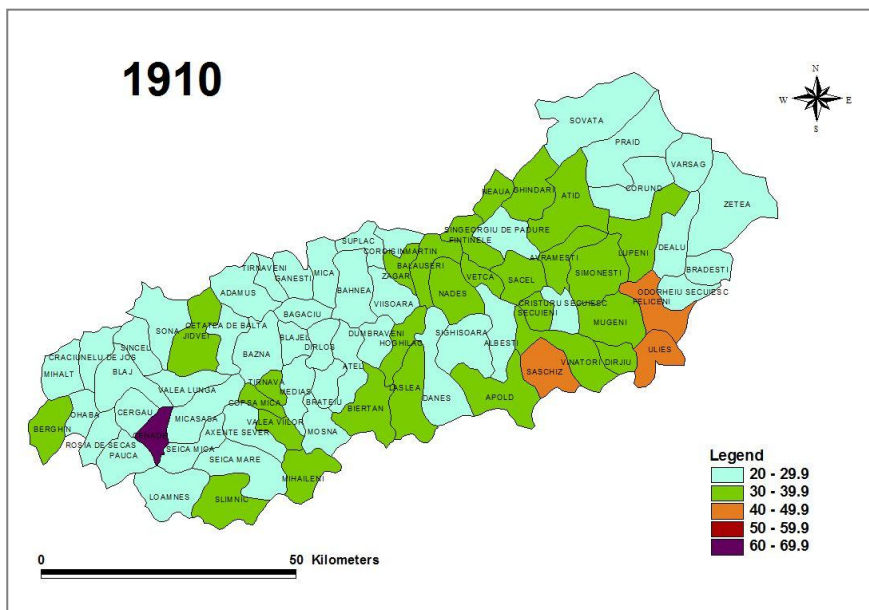 1910
N
W E
S
SOVATA
PRAID
VARSAG
CORUND
ZETEA
NEAUA
GHINDARI
ATID
SINGEORGIU DE PADURE
FINTINELE
DEALU
LUPENI
BRADESTI
SUPLAC
COROISINMARTIN
BALAUSERI
ZAGAR
AVRAMESTI
SIMONESTI
TIRNAVENI
GANESTI
MICA
BAHNEA
VETCA
SACEL
ODORHEIU SECUIESC
FELICENI
ADAMUS
NADES
VIISOARA
CRISTURU SECUIESC
SECUIENI
BAGACIU
MUGENI
SONA
CETATEA DE BALTA
JIDVEI
BLAJEL
DIRLOS
DUMBRAVENI
HOGHILAG
SIGHISOARA
ALBESTI
ULIES
SINCEL
CRACIUNELU DE JOS
BAZNA
ATEL
VINATORI
DIRJIU
MIHALT
BLAJ
SASCHIZ
VALEA LUNGA
TIRNAVA
COPSA MICA
MEDIAS
BRATEIU
LASLEA
DANES
APOLD
BIERTAN
OHABA
CERGAU
MICASASA
VALEA VIILOR
BERGHIN
AXENTE SEVER
MOSNA
ROSIA DE SECAS
PAUCA
SEICA MICA
SEICA MARE
MIHAILENI
LOAMNES
SLIMNIC
Legend
20 - 29.9
30 - 39.9
40 - 49.9
50 - 59.9
60 - 69.9
0 50 Kilometers